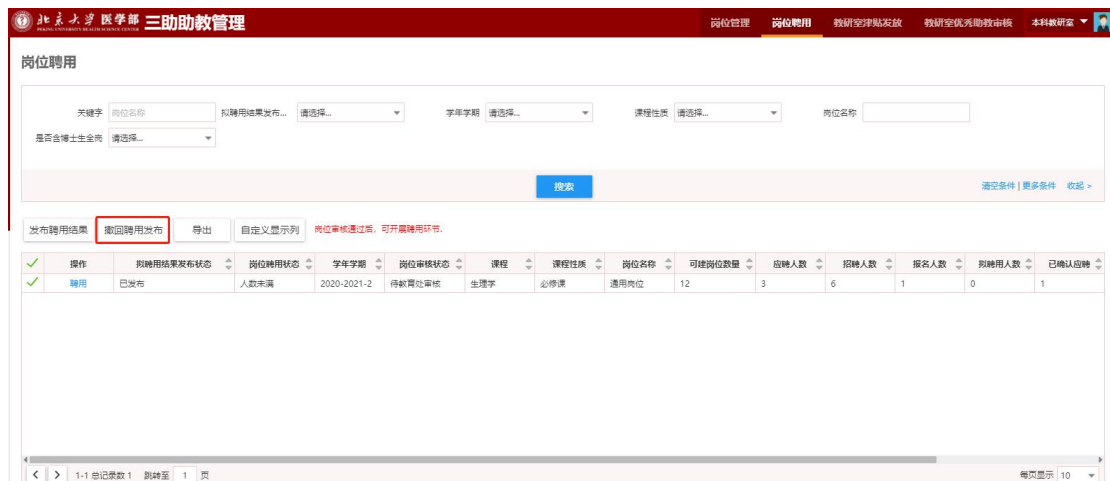 北京大学医学部 三助助教管理 岗位管理 岗位聘用 教研室津贴发放 教研室优秀助教审核 本科教研室
PEKING UNIVERSITY HEALTH SCIENCE CENTER
岗位聘用
关键字 岗位名称 拟聘用结果发布... 请选择... 学年学期 请选择... 课程性质 请选择... 岗位名称
是否含博士生全岗 请选择...
搜索 清空条件 | 更多条件 收起 >
发布聘用结果 撤回聘用发布 导出 自定义显示列 岗位审核通过后，可开展聘用环节.
操作 拟聘用结果发布状态 岗位聘用状态 学年学期 岗位审核状态 课程 课程性质 岗位名称 可建岗位数量 应聘人数 招聘人数 报名人数 拟聘用人数 已确认应聘
聘用 已发布 人数未满 2020-2021-2 待教育处审核 生理学 必修课 通用岗位 12 3 6 1 0 1
1-1 总记录数 1 跳转至 1 页 每页显示 10